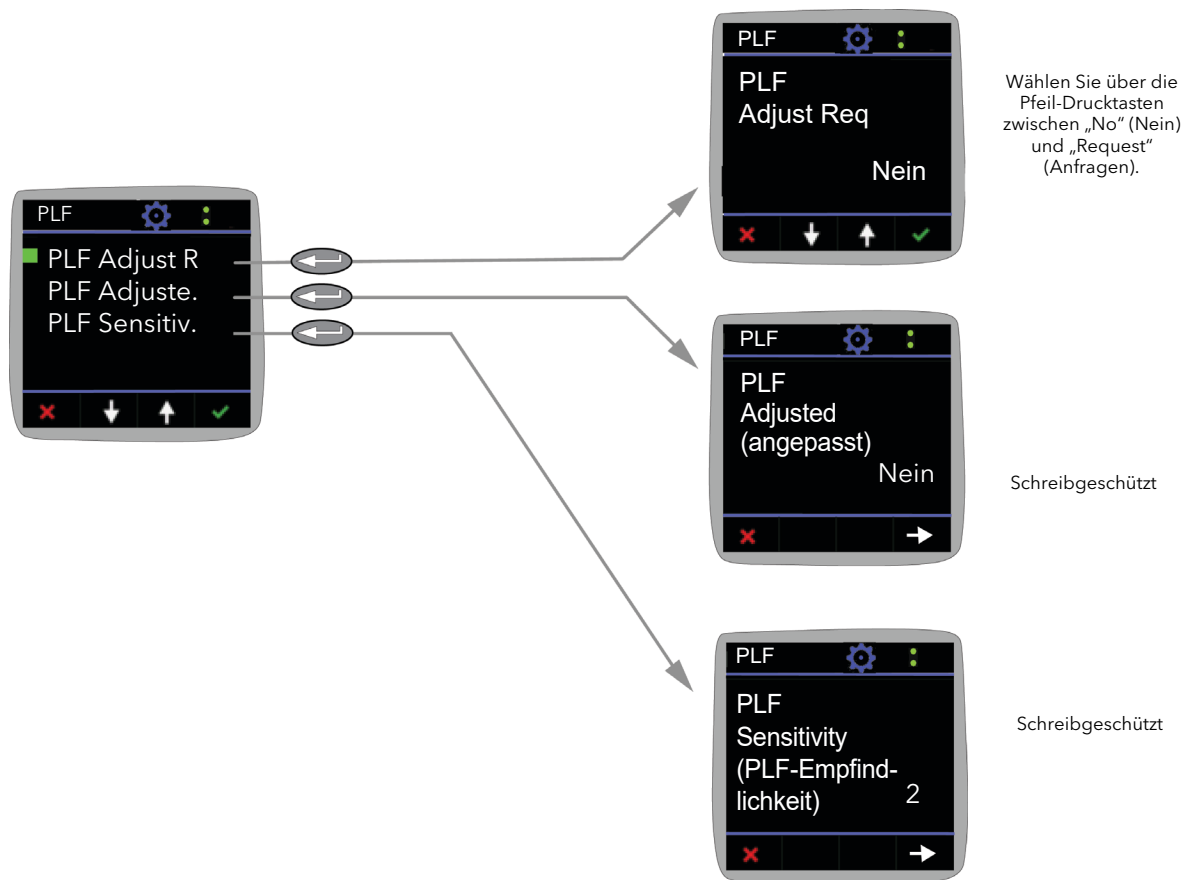 PLF
PLF Adjust R
PLF Adjuste.
PLF Sensitiv.
PLF
PLF
Adjust Req
Nein
Wählen Sie über die
Pfeil-Drucktasten
zwischen „No“ (Nein)
und „Request“
(Anfragen).
PLF
PLF
Adjusted
(angepasst)
Nein
Schreibgeschützt
PLF
PLF
Sensitivity
(PLF-Empfind-
lichkeit) 2
Schreibgeschützt